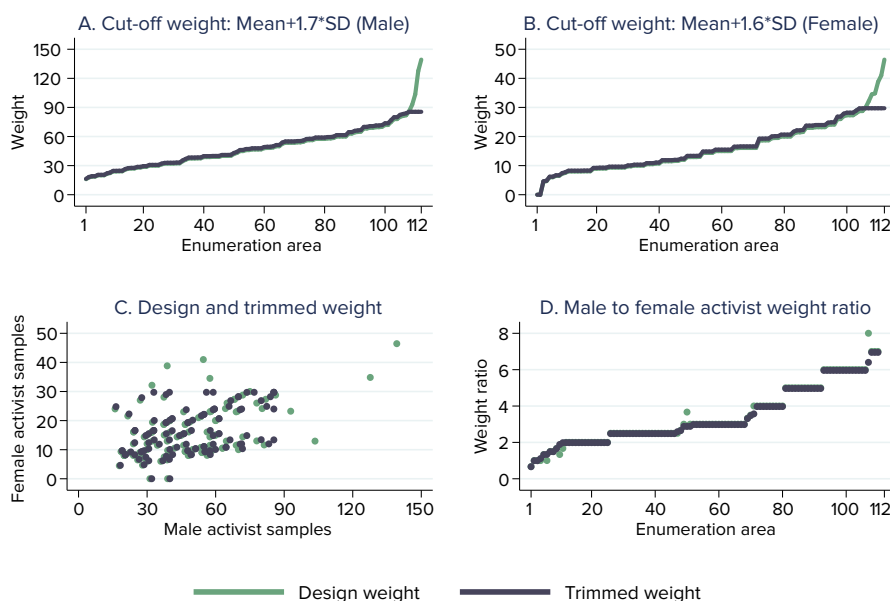 A. Cut-off weight: Mean+1.7*SD (Male)
Weight
150
120
90
60
30
0
1 20 40 60 80 100 112
Enumeration area
B. Cut-off weight: Mean+1.6*SD (Female)
Weight
50
40
30
20
10
0
1 20 40 60 80 100 112
Enumeration area
C. Design and trimmed weight
Female activist samples
50
40
30
20
10
0
0 30 60 90 120 150
Male activist samples
D. Male to female activist weight ratio
Weight ratio
8
6
4
2
0
1 20 40 60 80 100 112
Enumeration area
Design weight Trimmed weight